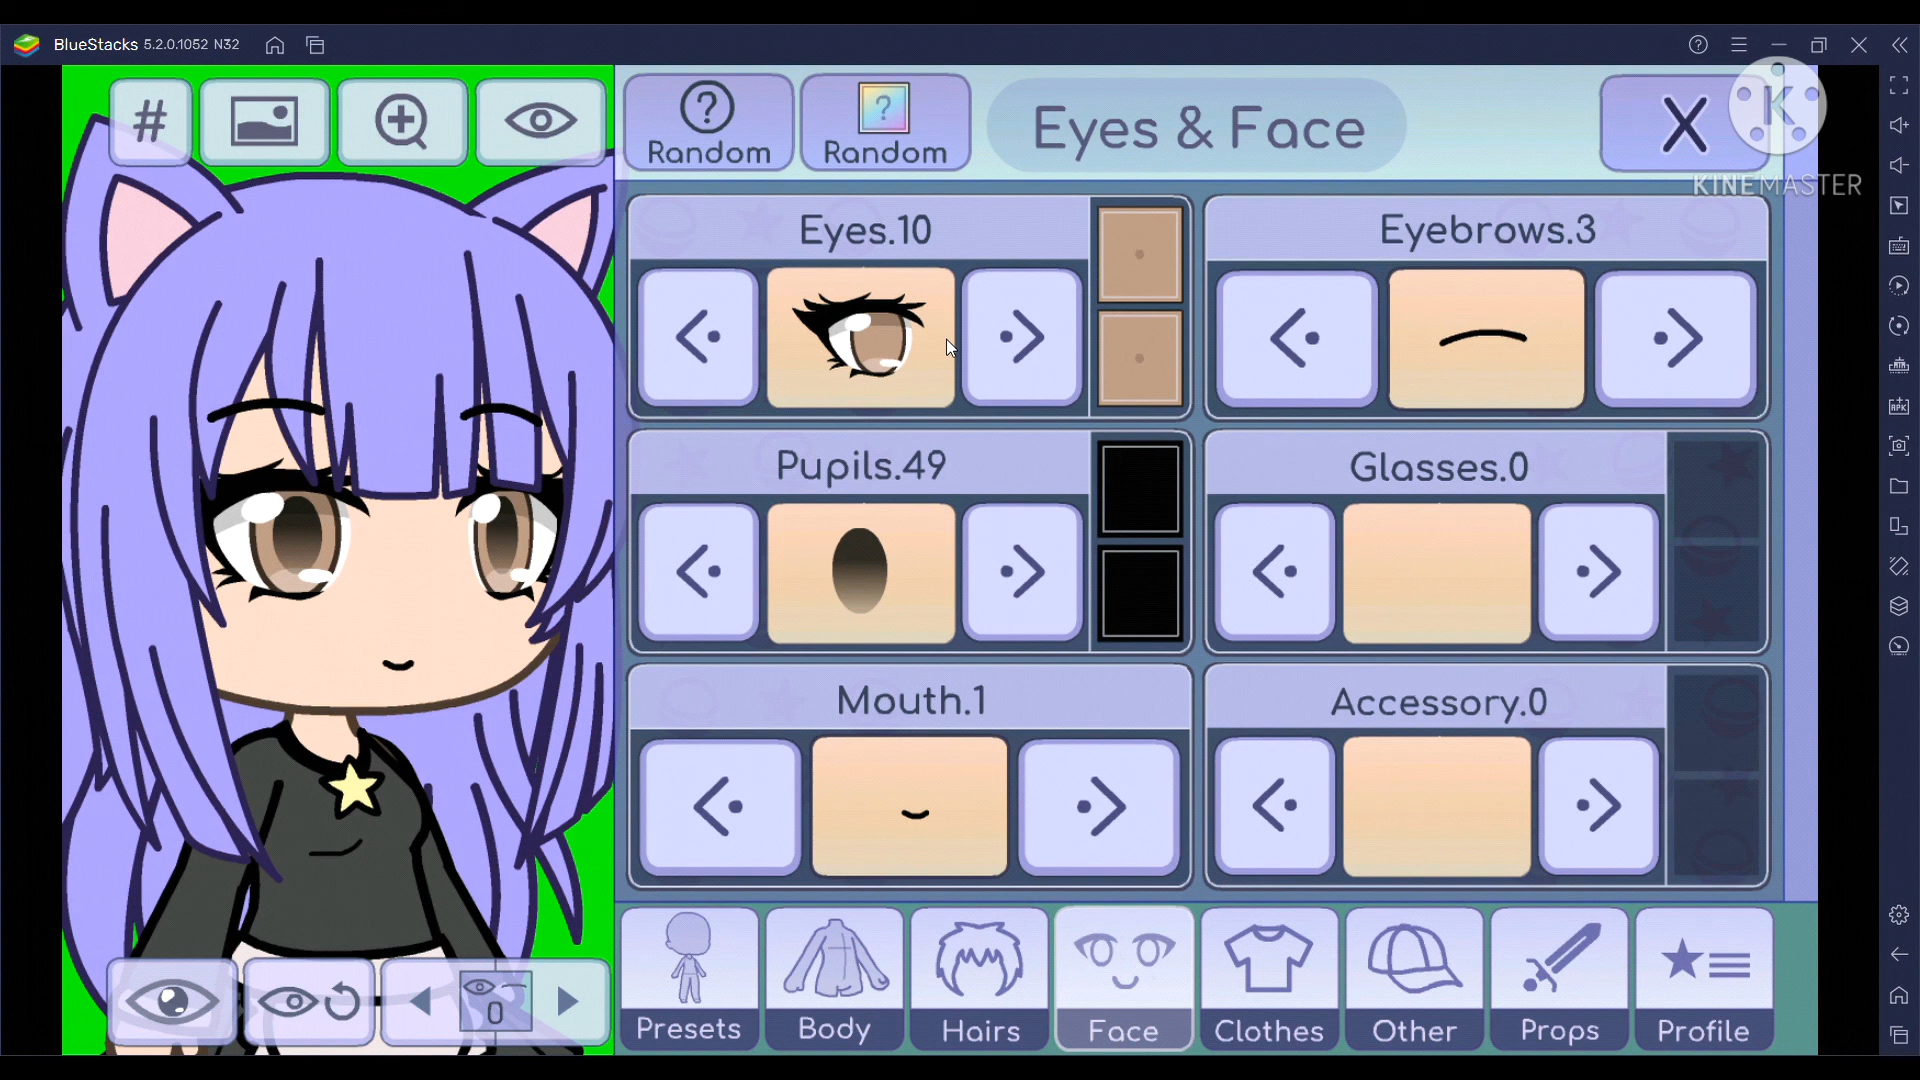 BlueStacks 5.2.0.1052 N32
#
? Random
? Random
Eyes & Face
X
K
KINEMASTER
Eyes.10
Eyebrows.3
Pupils.49
Glasses.0
Mouth.1
Accessory.0
0
Presets
Body
Hairs
Face
Clothes
Other
Props
Profile